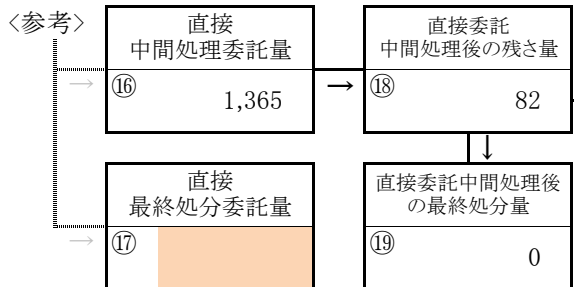 〈参考〉
直接
中間処理委託量
⑯
1,365
→
→
直接委託
中間処理後の残さ量
⑱
82
↓
直接
最終処分委託量
→
⑰
直接委託中間処理後
の最終処分量
⑲
0